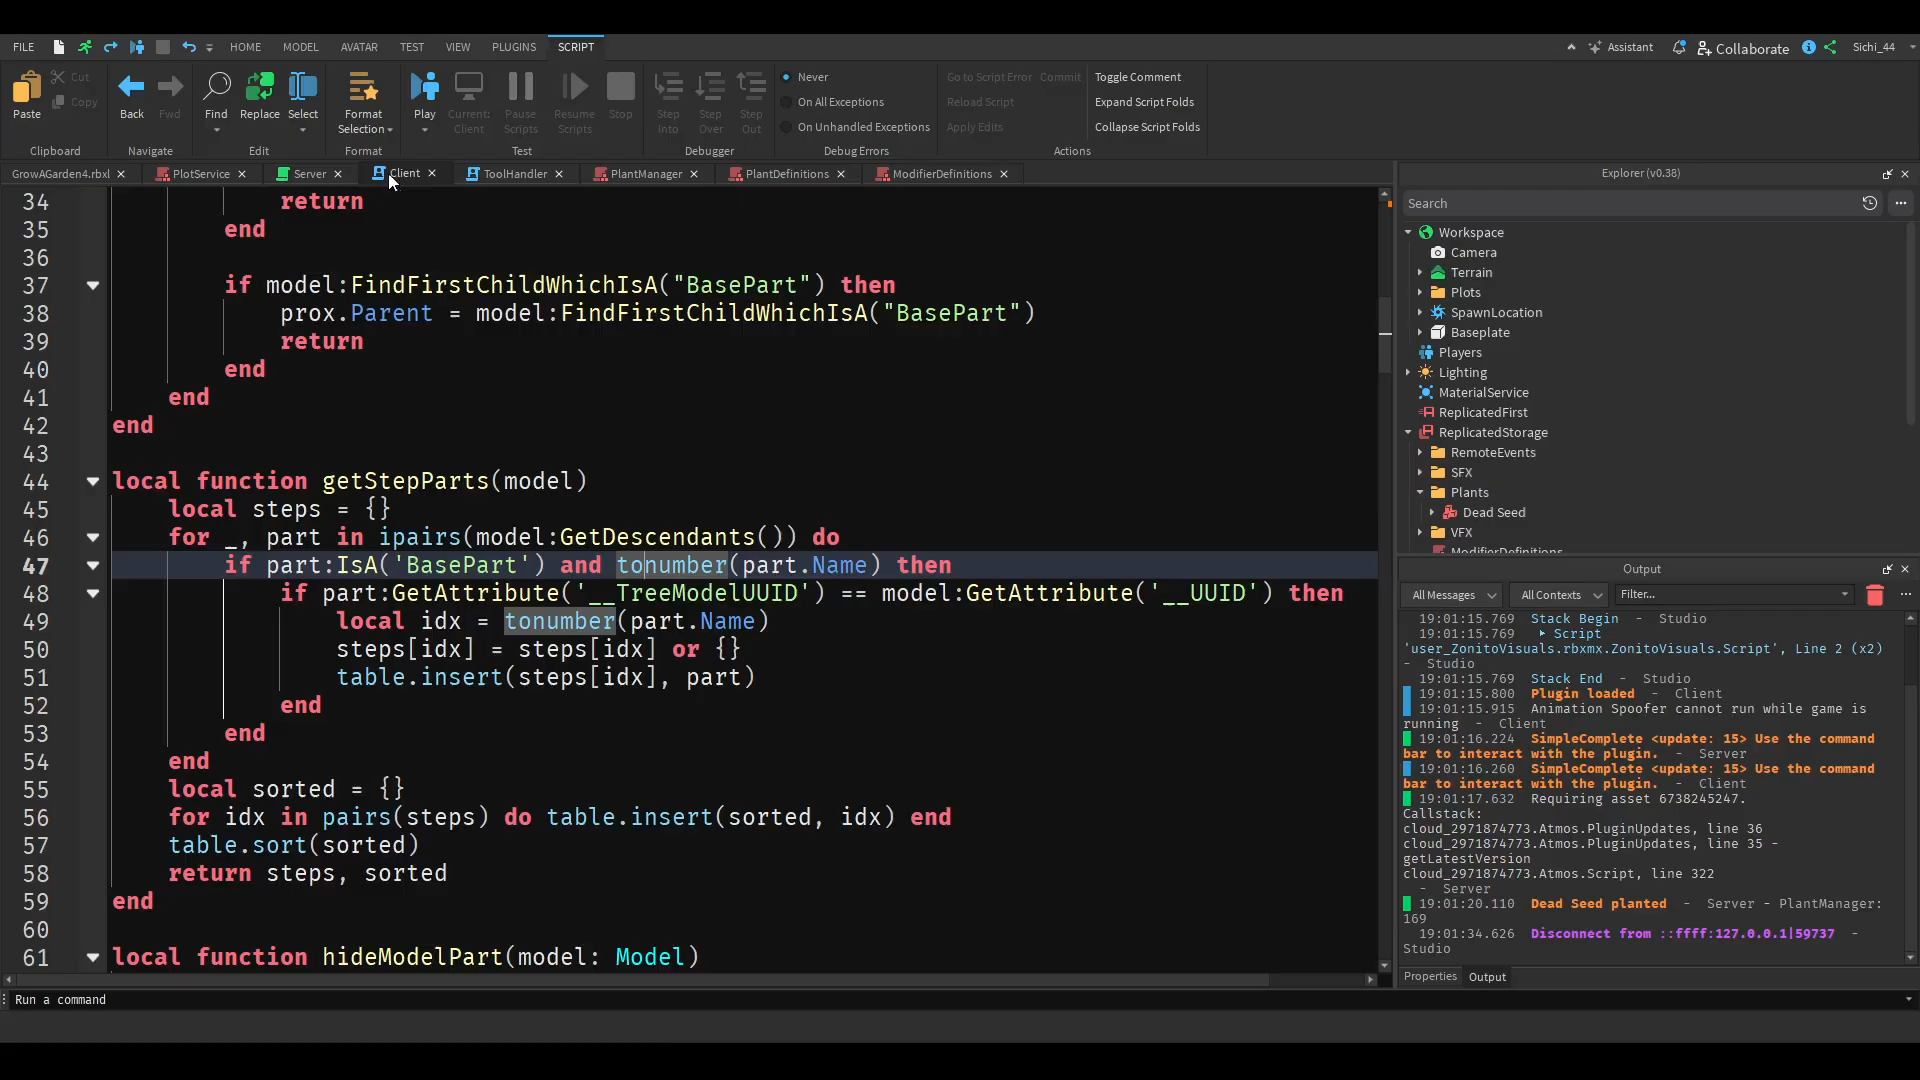 FILE
HOME
MODEL
AVATAR
TEST
VIEW
PLUGINS
SCRIPT
Assistant
Collaborate
Sichi_44
Paste
Cut
Copy
Clipboard
Back
Fwd
Navigate
Find
Replace
Select
Edit
Format
Selection
Format
Play
Current:
Client
Pause
Scripts
Resume
Scripts
Stop
Test
Step
Into
Step
Over
Step
Out
Debugger
Never
On All Exceptions
On Unhandled Exceptions
Debug Errors
Go to Script Error
Commit
Reload Script
Apply Edits
Toggle Comment
Expand Script Folds
Collapse Script Folds
Actions
GrowAGarden4.rbxl
PlotService
Server
Client
ToolHandler
PlantManager
PlantDefinitions
ModifierDefinitions
34 return
35 end
36
37 if model:FindFirstChildWhichIsA("BasePart") then
38 prox.Parent = model:FindFirstChildWhichIsA("BasePart")
39 return
40 end
41 end
42 end
43
44 local function getStepParts(model)
45 local steps = {}
46 for _, part in ipairs(model:GetDescendants()) do
47 if part:IsA('BasePart') and tonumber(part.Name) then
48 if part:GetAttribute('__TreeModelUUID') == model:GetAttribute('__UUID') then
49 local idx = tonumber(part.Name)
50 steps[idx] = steps[idx] or {}
51 table.insert(steps[idx], part)
52 end
53 end
54 end
55 local sorted = {}
56 for idx in pairs(steps) do table.insert(sorted, idx) end
57 table.sort(sorted)
58 return steps, sorted
59 end
60
61 local function hideModelPart(model: Model)
Run a command
Explorer (v0.38)
Search
Workspace
Camera
Terrain
Plots
SpawnLocation
Baseplate
Players
Lighting
MaterialService
ReplicatedFirst
ReplicatedStorage
RemoteEvents
SFX
Plants
Dead Seed
VFX
ModifierDefinitions
Output
All Messages
All Contexts
Filter...
19:01:15.769 Stack Begin - Studio
19:01:15.769 Script
'user_ZonitoVisuals.rbxmx.ZonitoVisuals.Script', Line 2 (x2)
- Studio
19:01:15.769 Stack End - Studio
19:01:15.800 Plugin loaded - Client
19:01:15.915 Animation Spoofer cannot run while game is
running - Client
19:01:16.224 SimpleComplete <update: 15> Use the command
bar to interact with the plugin. - Server
19:01:16.260 SimpleComplete <update: 15> Use the command
bar to interact with the plugin. - Client
19:01:17.632 Requiring asset 6738245247.
Callstack:
cloud_2971874773.Atmos.PluginUpdates, line 36
cloud_2971874773.Atmos.PluginUpdates, line 35 -
getLatestVersion
cloud_2971874773.Atmos.Script, line 322
- Server
19:01:20.110 Dead Seed planted - Server - PlantManager:
169
19:01:34.626 Disconnect from ::ffff:127.0.0.1|59737 -
Studio
Properties
Output